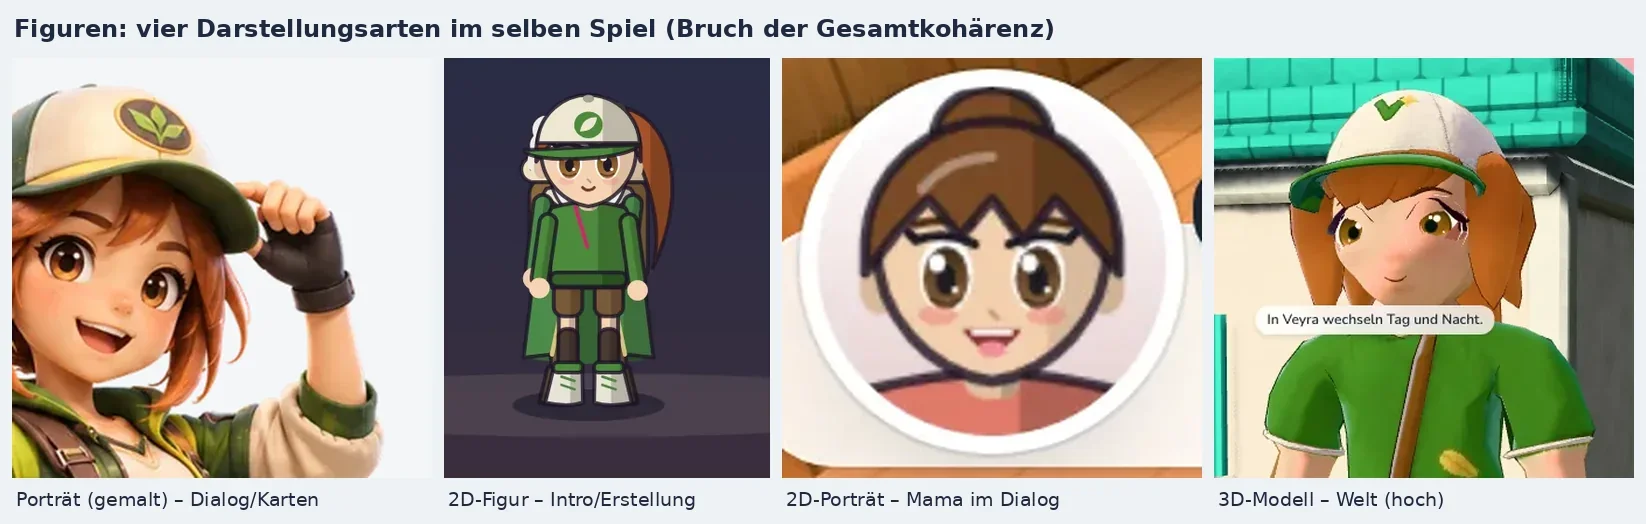 Figuren: vier Darstellungsarten im selben Spiel (Bruch der Gesamtkohärenz)
In Veyra wechseln Tag und Nacht.
Porträt (gemalt) – Dialog/Karten
2D-Figur – Intro/Erstellung
2D-Porträt – Mama im Dialog
3D-Modell – Welt (hoch)